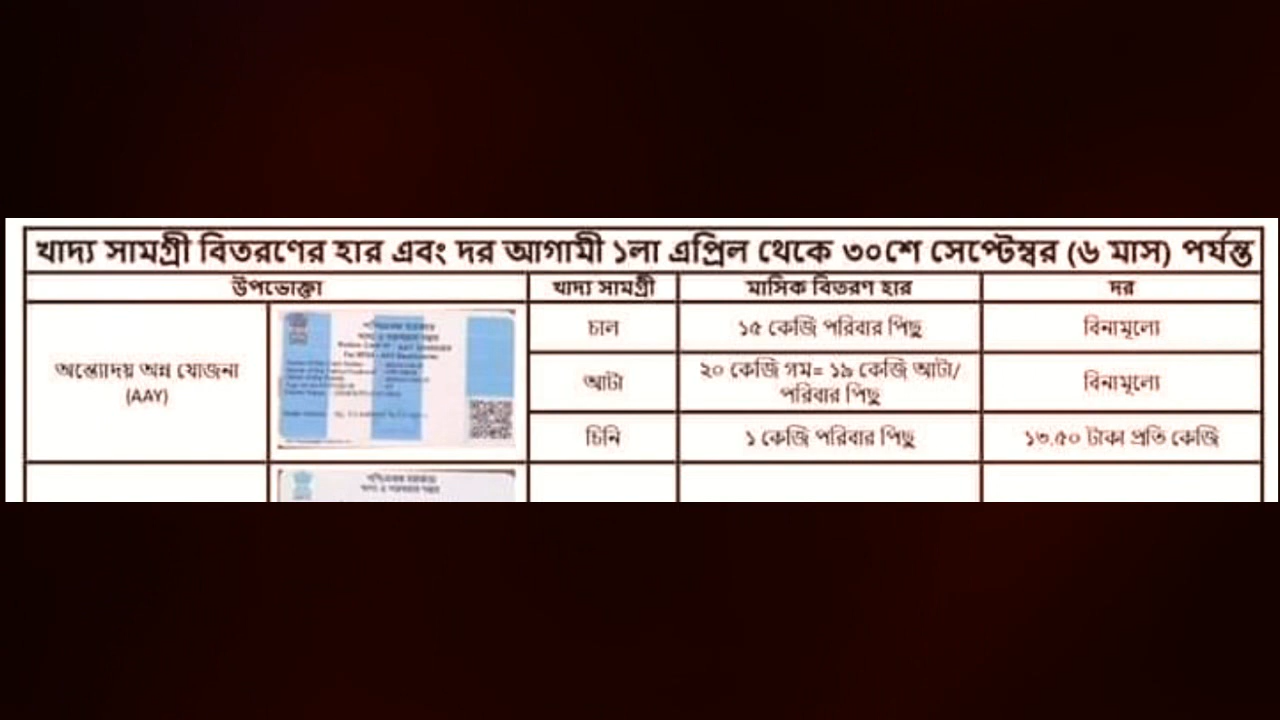 খাদ্য সামগ্রী বিতরণের হার এবং দর আগামী ১লা এপ্রিল থেকে ৩০শে সেপ্টেম্বর (৬ মাস) পর্যন্ত
উপভোক্তা খাদ্য সামগ্রী মাসিক বিতরণ হার দর
অন্ত্যোদয় অন্ন যোজনা
(AAY)
চাল ১৫ কেজি পরিবার পিছু বিনামূল্যে
আটা ২০ কেজি গম= ১৯ কেজি আটা/
পরিবার পিছু বিনামূল্যে
চিনি ১ কেজি পরিবার পিছু ১৩.৫০ টাকা প্রতি কেজি